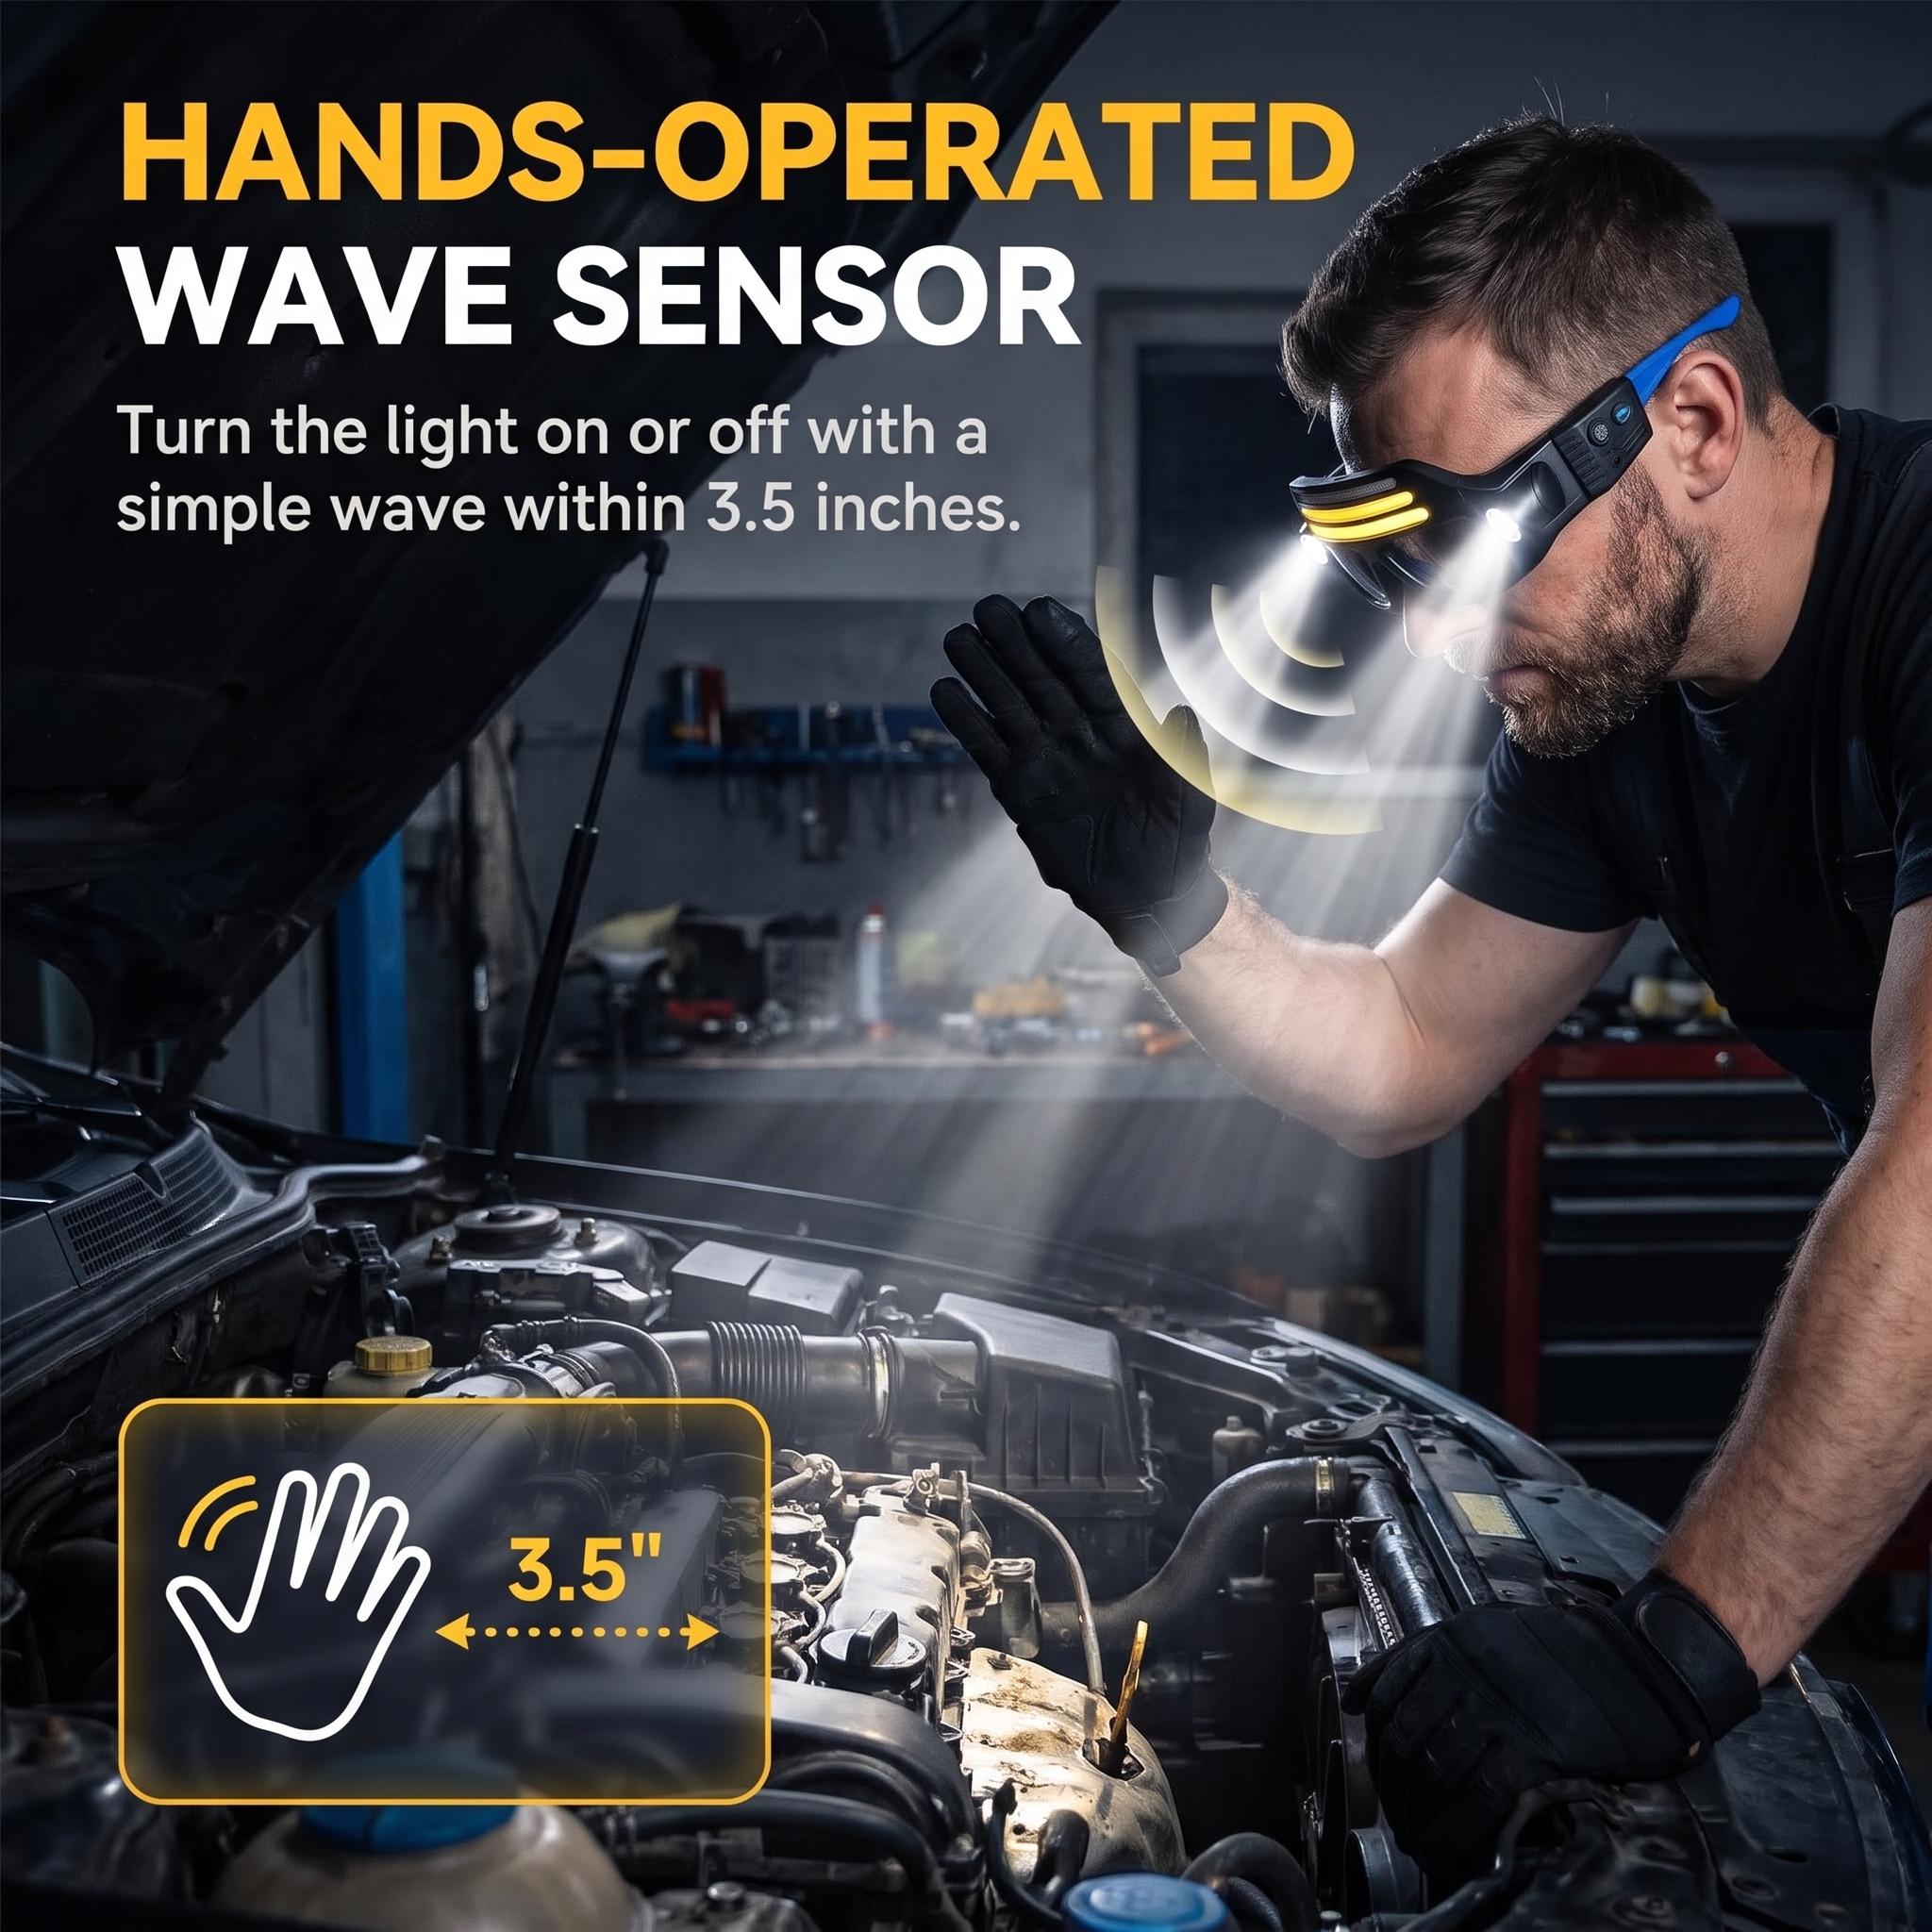 HANDS-OPERATED
WAVE SENSOR
Turn the light on or off with a
simple wave within 3.5 inches.
3.5"